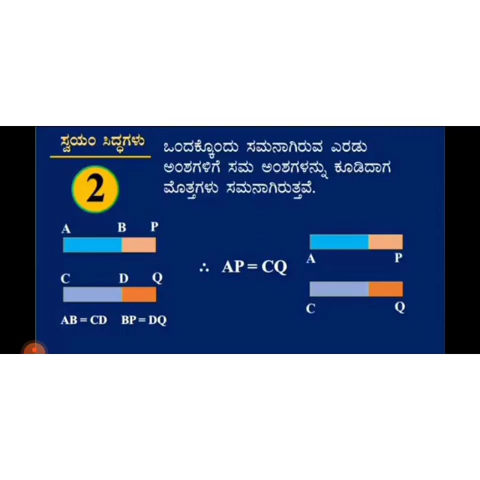 ಸ್ವಯಂ ಸಿದ್ಧಗಳು
2
ಒಂದಕ್ಕೊಂದು ಸಮನಾಗಿರುವ ಎರಡು
ಅಂಶಗಳಿಗೆ ಸಮ ಅಂಶಗಳನ್ನು ಕೂಡಿದಾಗ
ಮೊತ್ತಗಳು ಸಮನಾಗಿರುತ್ತವೆ.
A B P
C D Q
AB = CD BP = DQ
∴ AP = CQ
A P
C Q